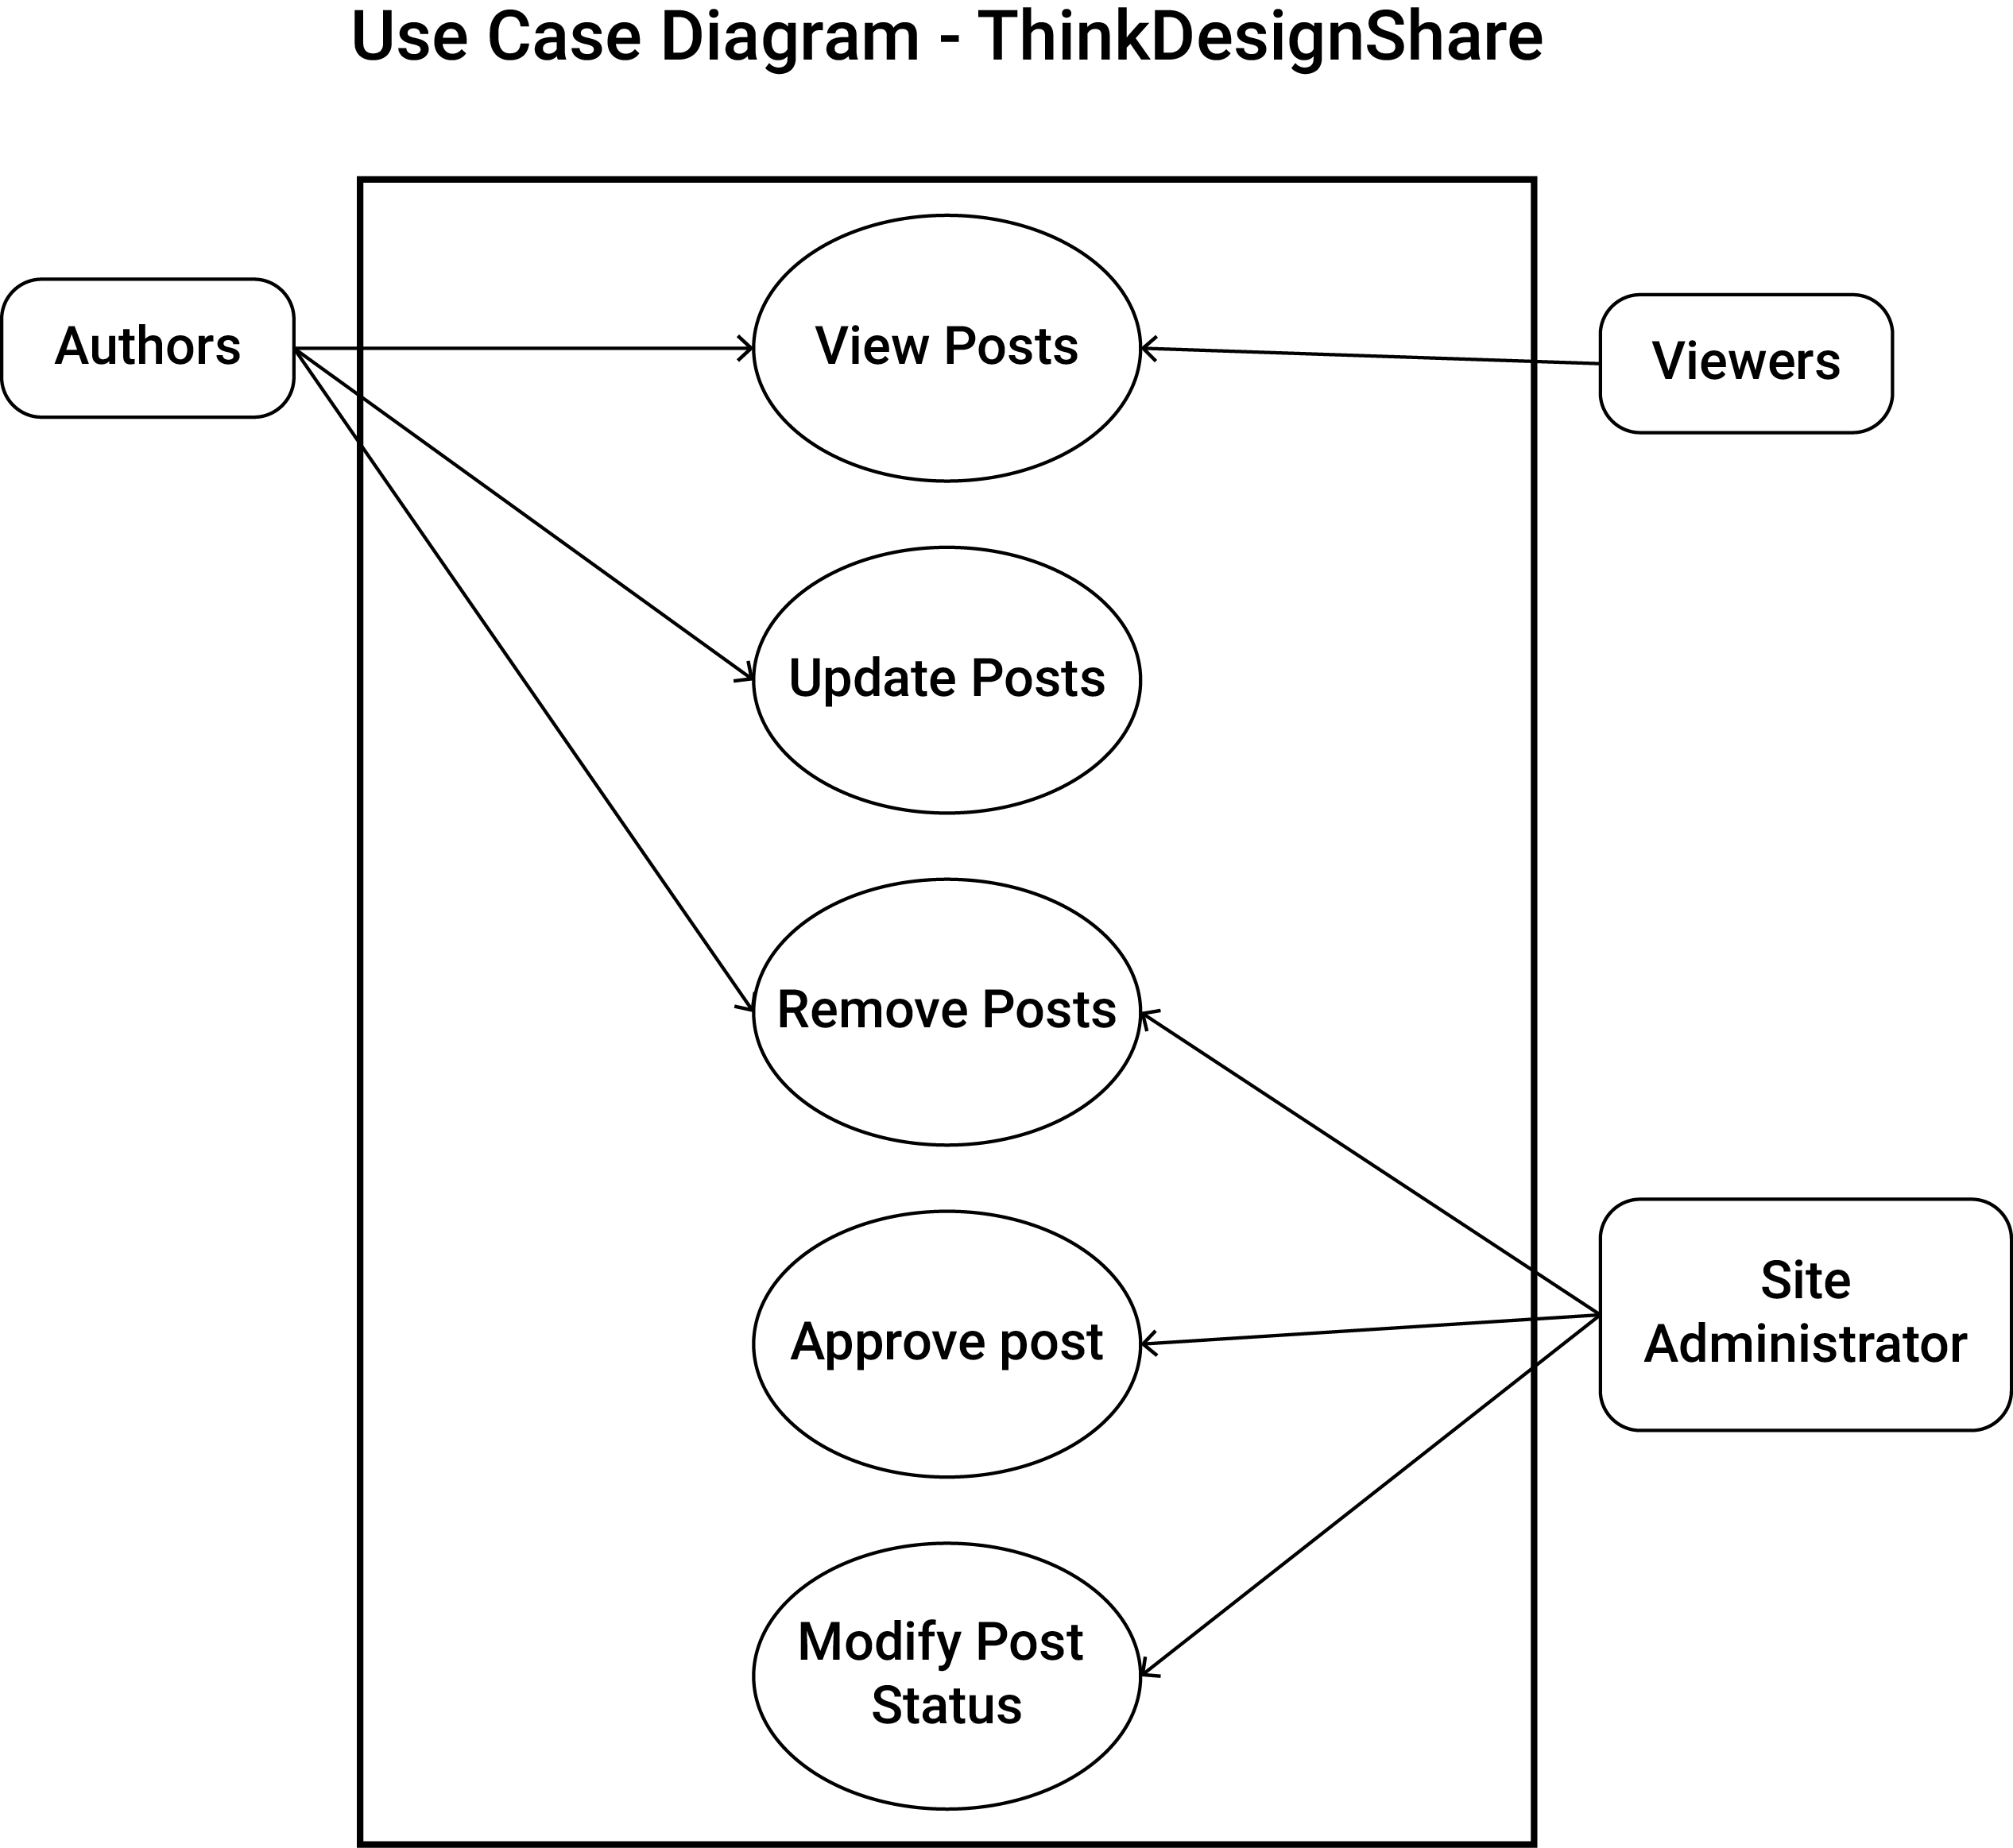 Use Case Diagram - ThinkDesignShare
Authors
View Posts
Viewers
Update Posts
Remove Posts
Approve post
Site
Administrator
Modify Post
Status